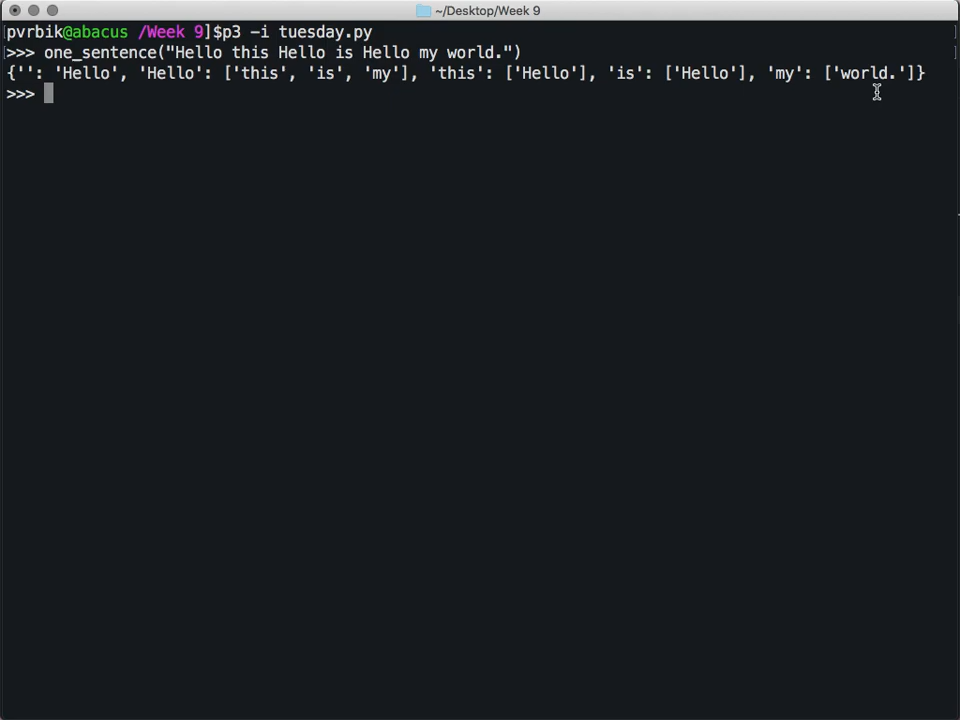 ~/Desktop/Week 9
[pvrbik@abacus /Week 9]$p3 -i tuesday.py ]
[>>> one_sentence("Hello this Hello is Hello my world.") ]
{'': 'Hello', 'Hello': ['this', 'is', 'my'], 'this': ['Hello'], 'is': ['Hello'], 'my': ['world.']}
>>>